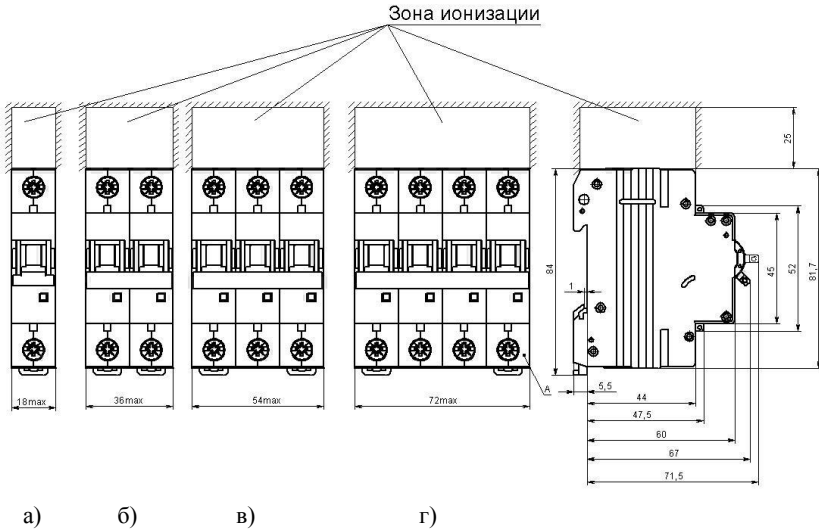 Зона ионизации
25
84
1
45
52
81,7
А
5,5
18max
36max
54max
72max
44
47,5
60
67
71,5
а) б) в) г)